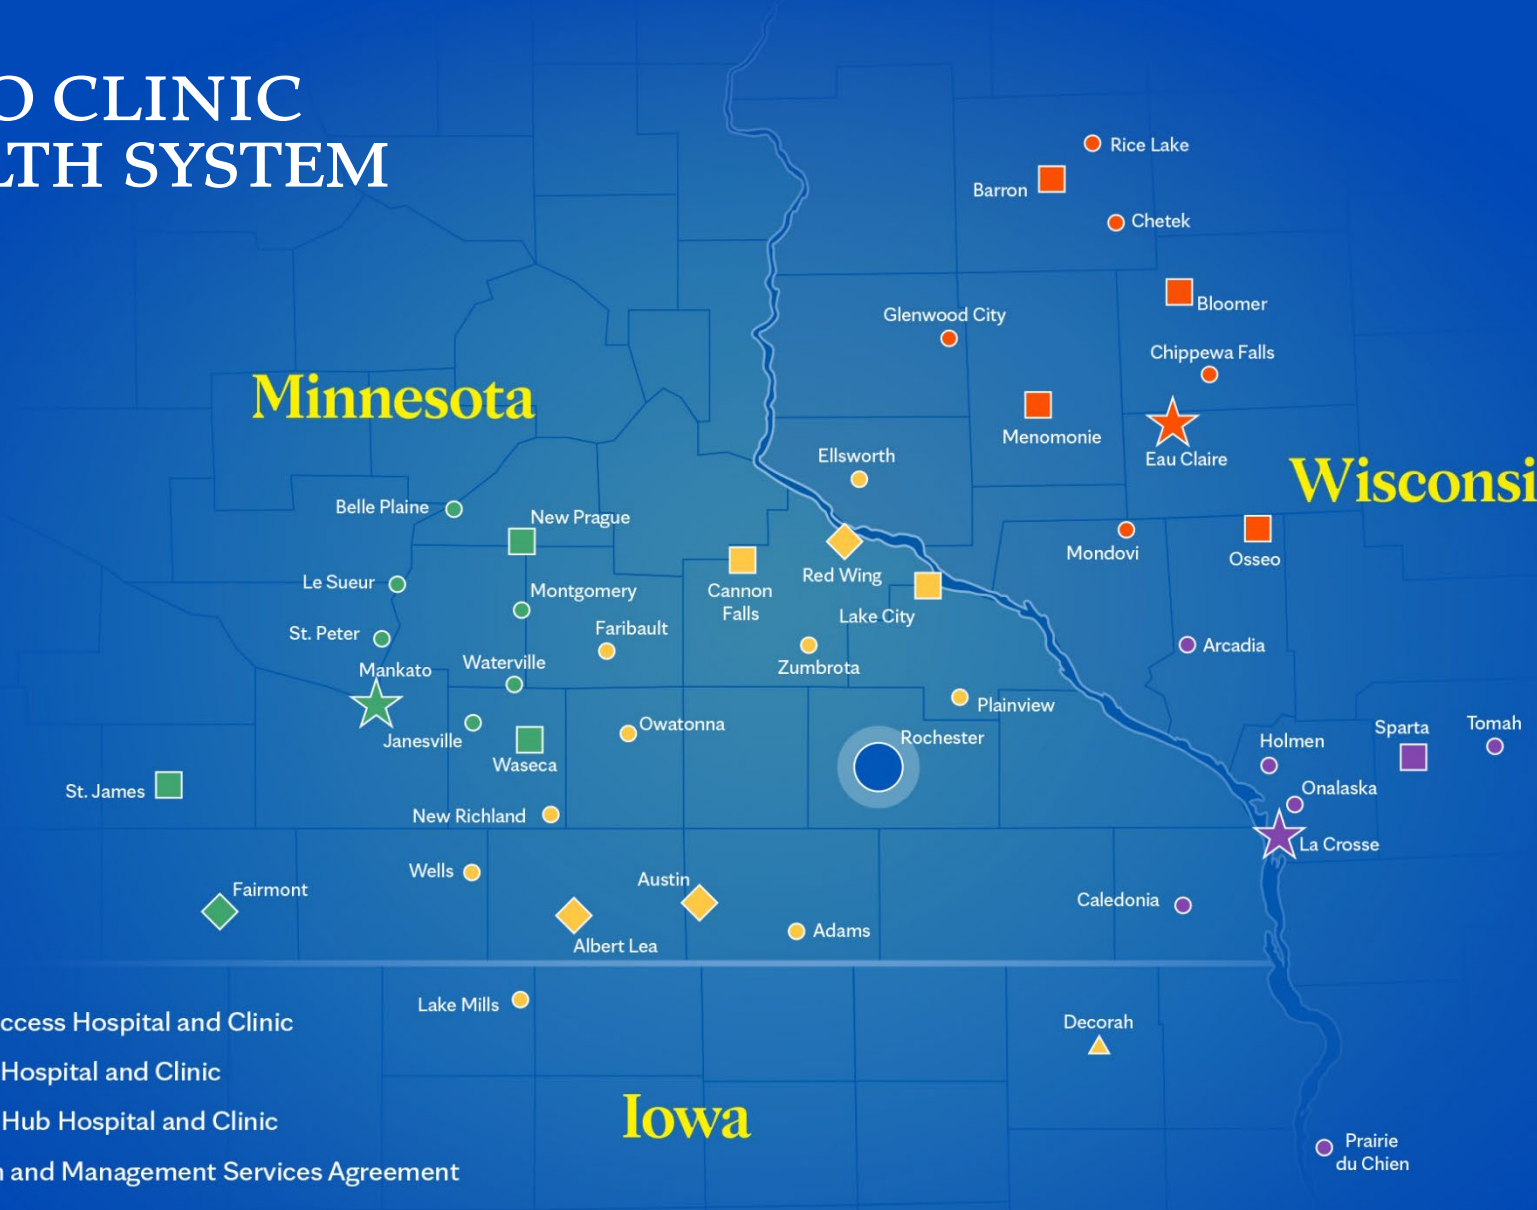 O CLINIC
LTH SYSTEM
Rice Lake
Barron
Chetek
Bloomer
Glenwood City
Chippewa Falls
Minnesota
Menomonie
Eau Claire
Ellsworth
Wisconsi
Belle Plaine
New Prague
Mondovi
Osseo
Le Sueur
Montgomery
Cannon
Falls
Red Wing
Lake City
St. Peter
Faribault
Arcadia
Mankato
Waterville
Zumbrota
Plainview
Janesville
Owatonna
Rochester
Holmen
Sparta
Tomah
Waseca
St. James
Onalaska
New Richland
La Crosse
Wells
Fairmont
Austin
Caledonia
Albert Lea
Adams
Lake Mills
Decorah
ccess Hospital and Clinic
Hospital and Clinic
Hub Hospital and Clinic
n and Management Services Agreement
Iowa
Prairie
du Chien